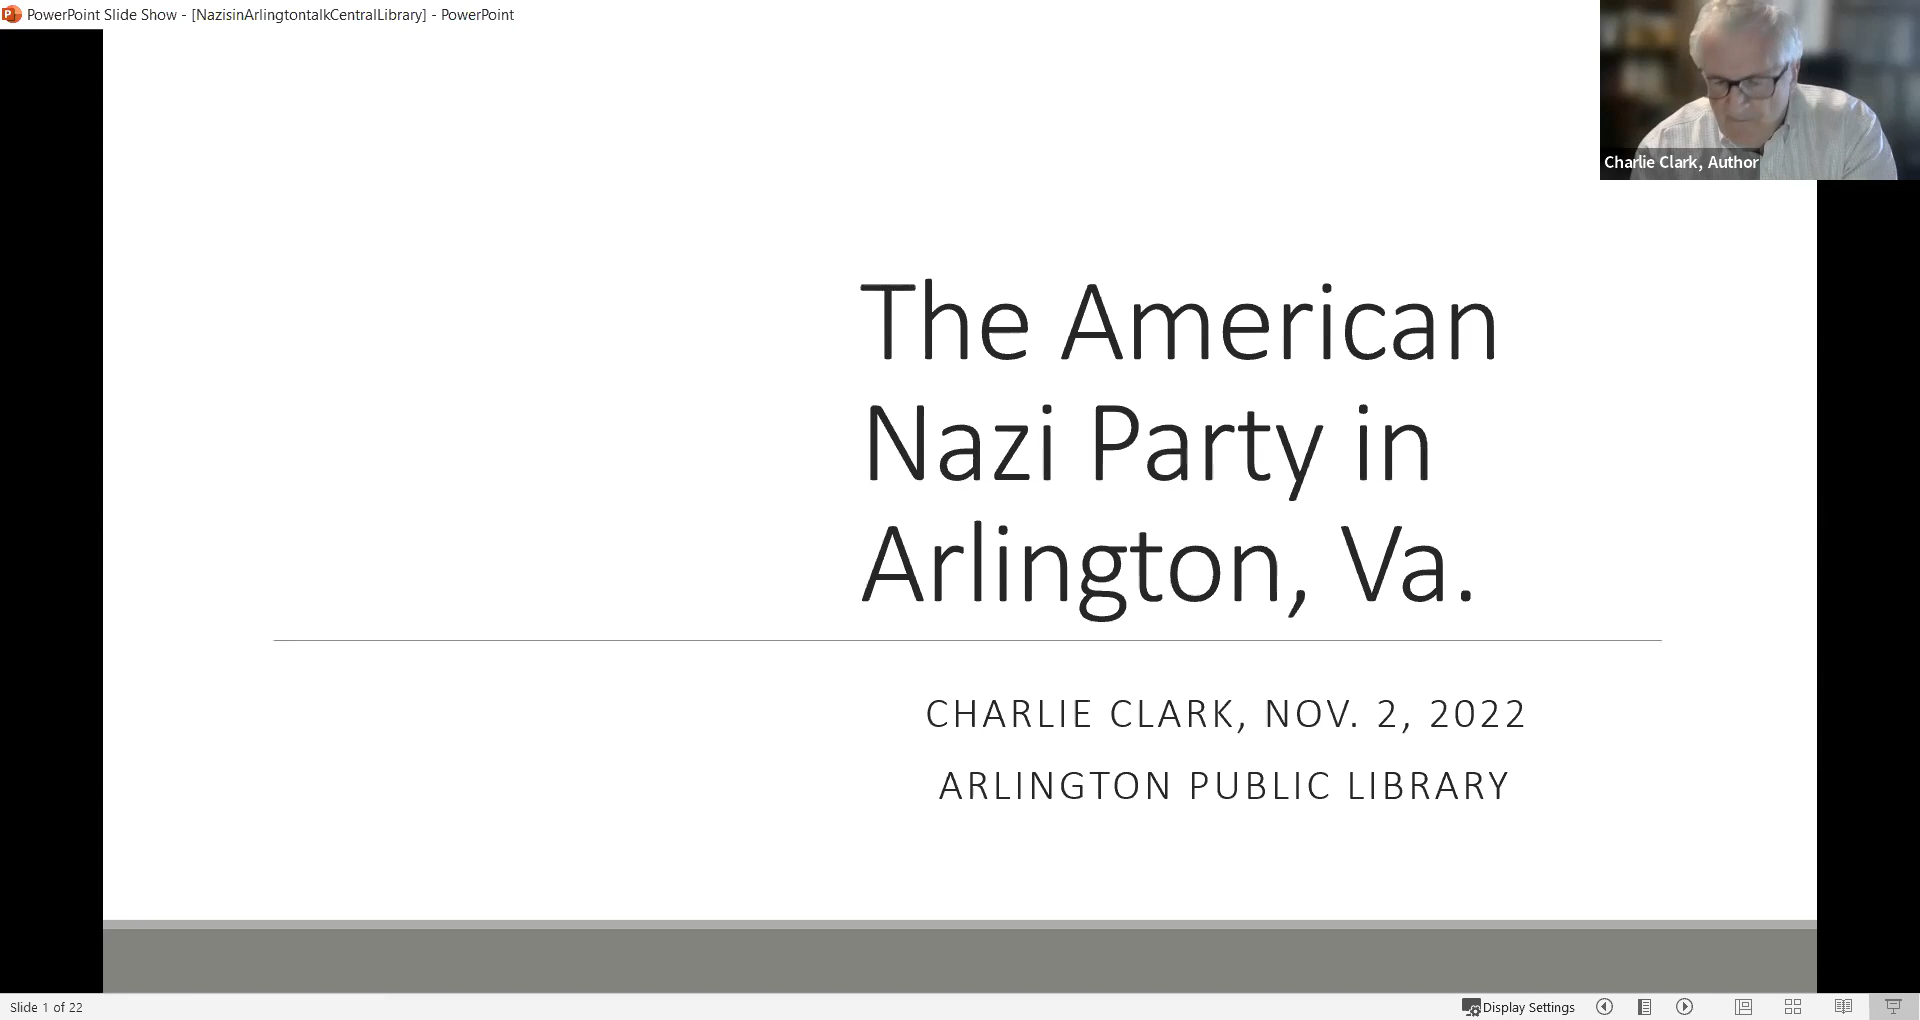 PowerPoint Slide Show - [NazisinArlingtontalkCentralLibrary] - PowerPoint
Charlie Clark, Author
The American
Nazi Party in
Arlington, Va.
CHARLIE CLARK, NOV. 2, 2022
ARLINGTON PUBLIC LIBRARY
Slide 1 of 22
Display Settings